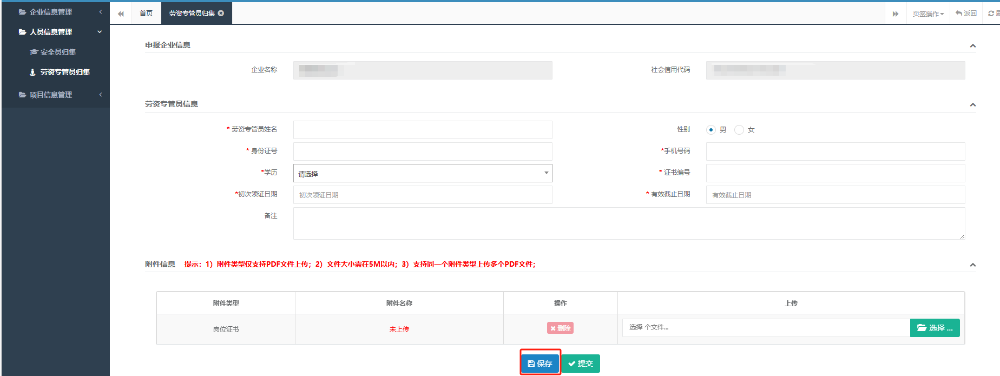 企业信息管理
人员信息管理
安全员归集
劳资专管员归集
项目信息管理
首页
劳资专管员归集
页签操作
返回
申报企业信息
企业名称
社会信用代码
劳资专管员信息
* 劳资专管员姓名
性别
男
女
* 身份证号
*手机号码
*学历
请选择
* 证书编号
*初次领证日期
初次领证日期
* 有效截止日期
有效截止日期
备注
附件信息 提示：1）附件类型仅支持PDF文件上传；2）文件大小需在5M以内；3）支持同一个附件类型上传多个PDF文件；
附件类型
附件名称
操作
上传
岗位证书
未上传
删除
选择 个文件...
选择 ...
保存
提交